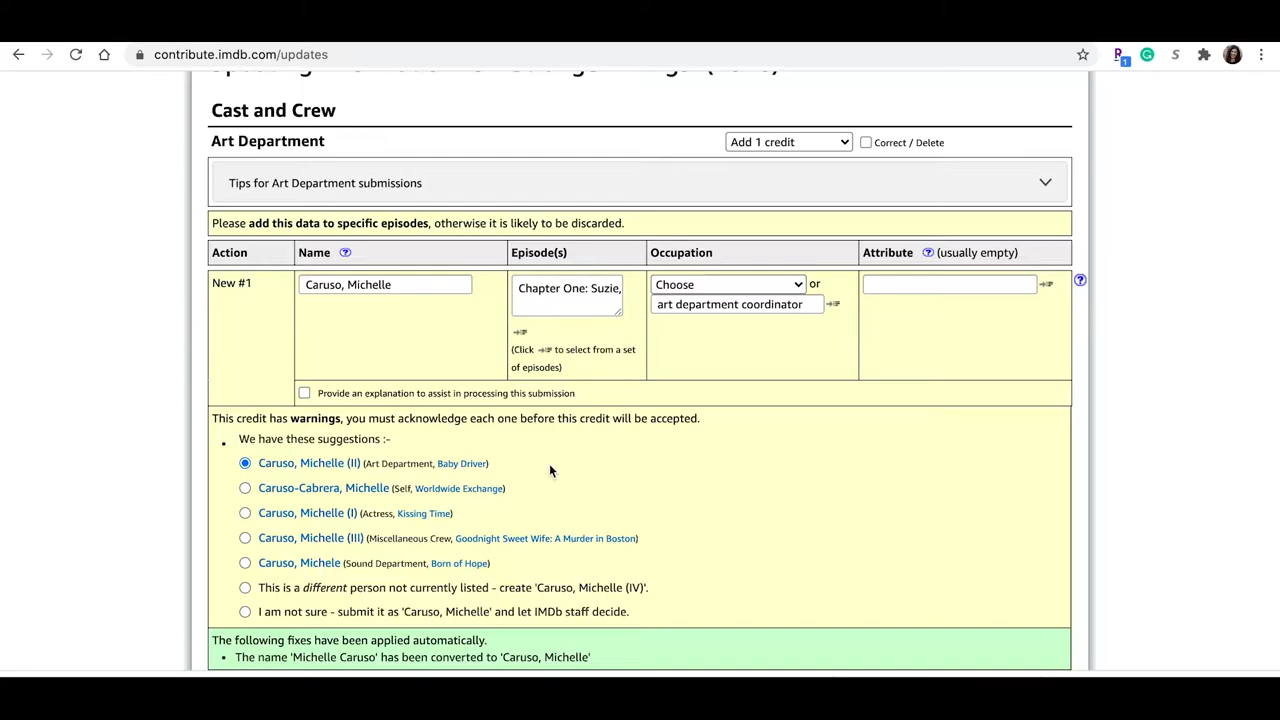 contribute.imdb.com/updates
1
Cast and Crew
Art Department
Add 1 credit
Correct / Delete
Tips for Art Department submissions
Please add this data to specific episodes, otherwise it is likely to be discarded.
Action Name ? Episode(s) Occupation Attribute ? (usually empty)
New #1 Caruso, Michelle Chapter One: Suzie, Choose or ?
art department coordinator
(Click to select from a set
of episodes)
Provide an explanation to assist in processing this submission
This credit has warnings, you must acknowledge each one before this credit will be accepted.
We have these suggestions :-
Caruso, Michelle (II) (Art Department, Baby Driver)
Caruso-Cabrera, Michelle (Self, Worldwide Exchange)
Caruso, Michelle (I) (Actress, Kissing Time)
Caruso, Michelle (III) (Miscellaneous Crew, Goodnight Sweet Wife: A Murder in Boston)
Caruso, Michele (Sound Department, Born of Hope)
This is a different person not currently listed - create 'Caruso, Michelle (IV)'.
I am not sure - submit it as 'Caruso, Michelle' and let IMDb staff decide.
The following fixes have been applied automatically.
• The name 'Michelle Caruso' has been converted to 'Caruso, Michelle'